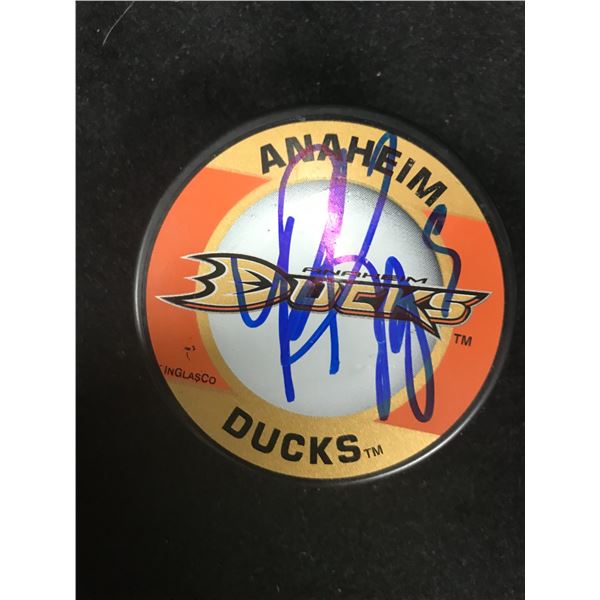 ANAHEIM
ANAHEIM
DUCKS
TM
INGLASCO
DUCKS TM